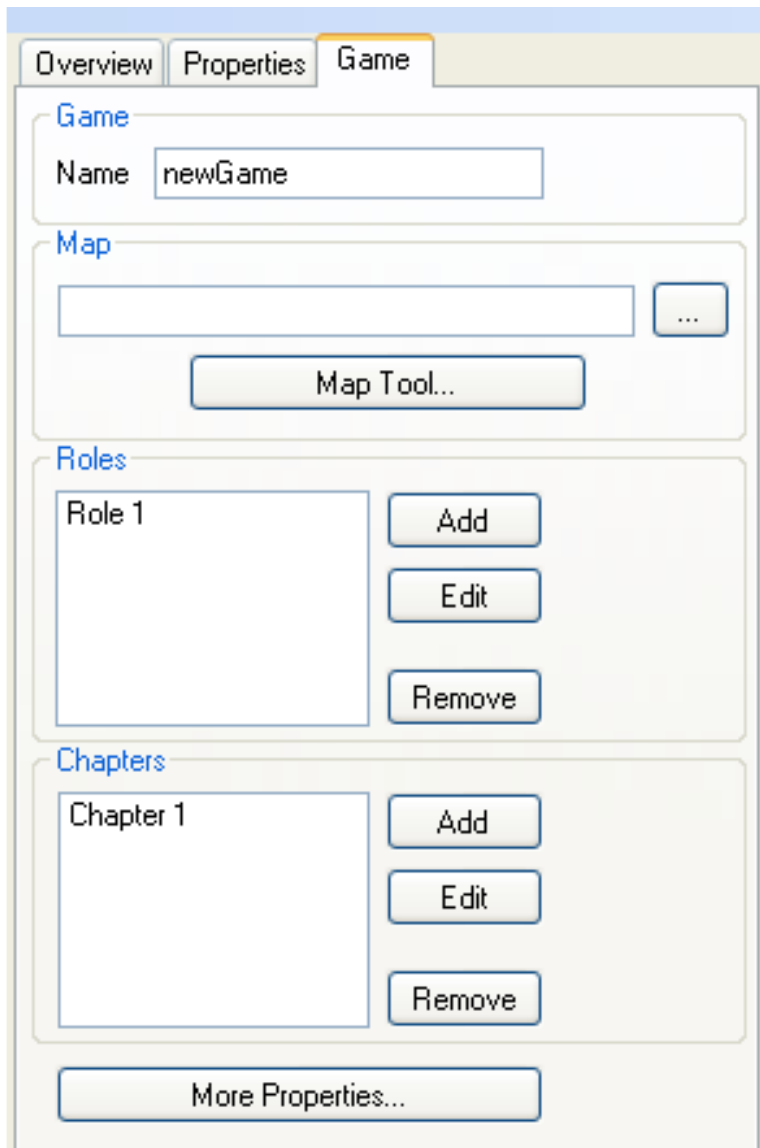 Overview Properties Game
Game
Name newGame
Map
...
Map Tool...
Roles
Role 1
Add
Edit
Remove
Chapters
Chapter 1
Add
Edit
Remove
More Properties...